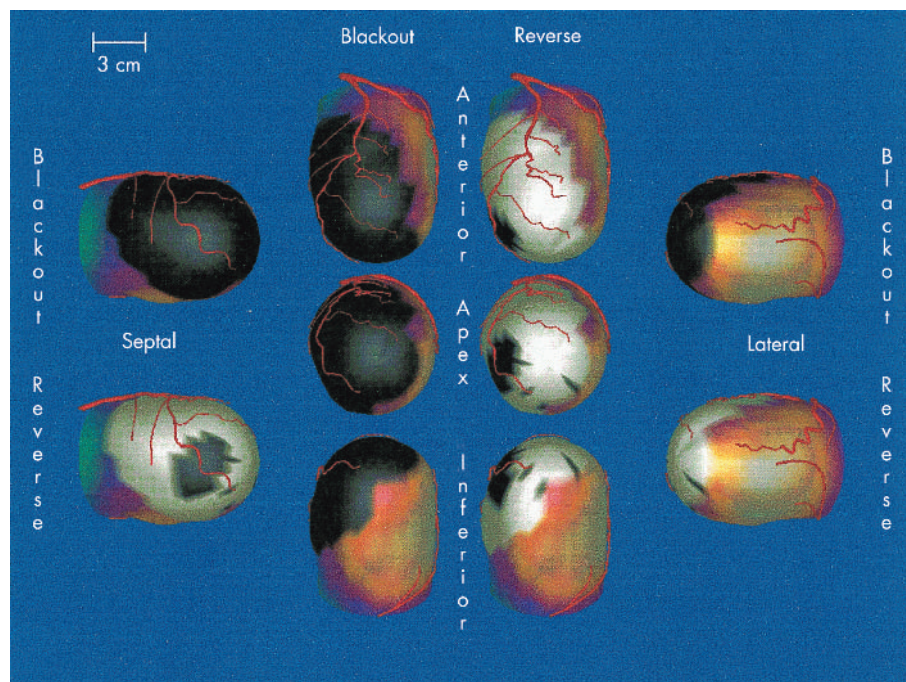 Blackout
Reverse
3 cm
Anterior
Blackout
Blackout
Septal
Apex
Lateral
Reverse
Reverse
Inferior